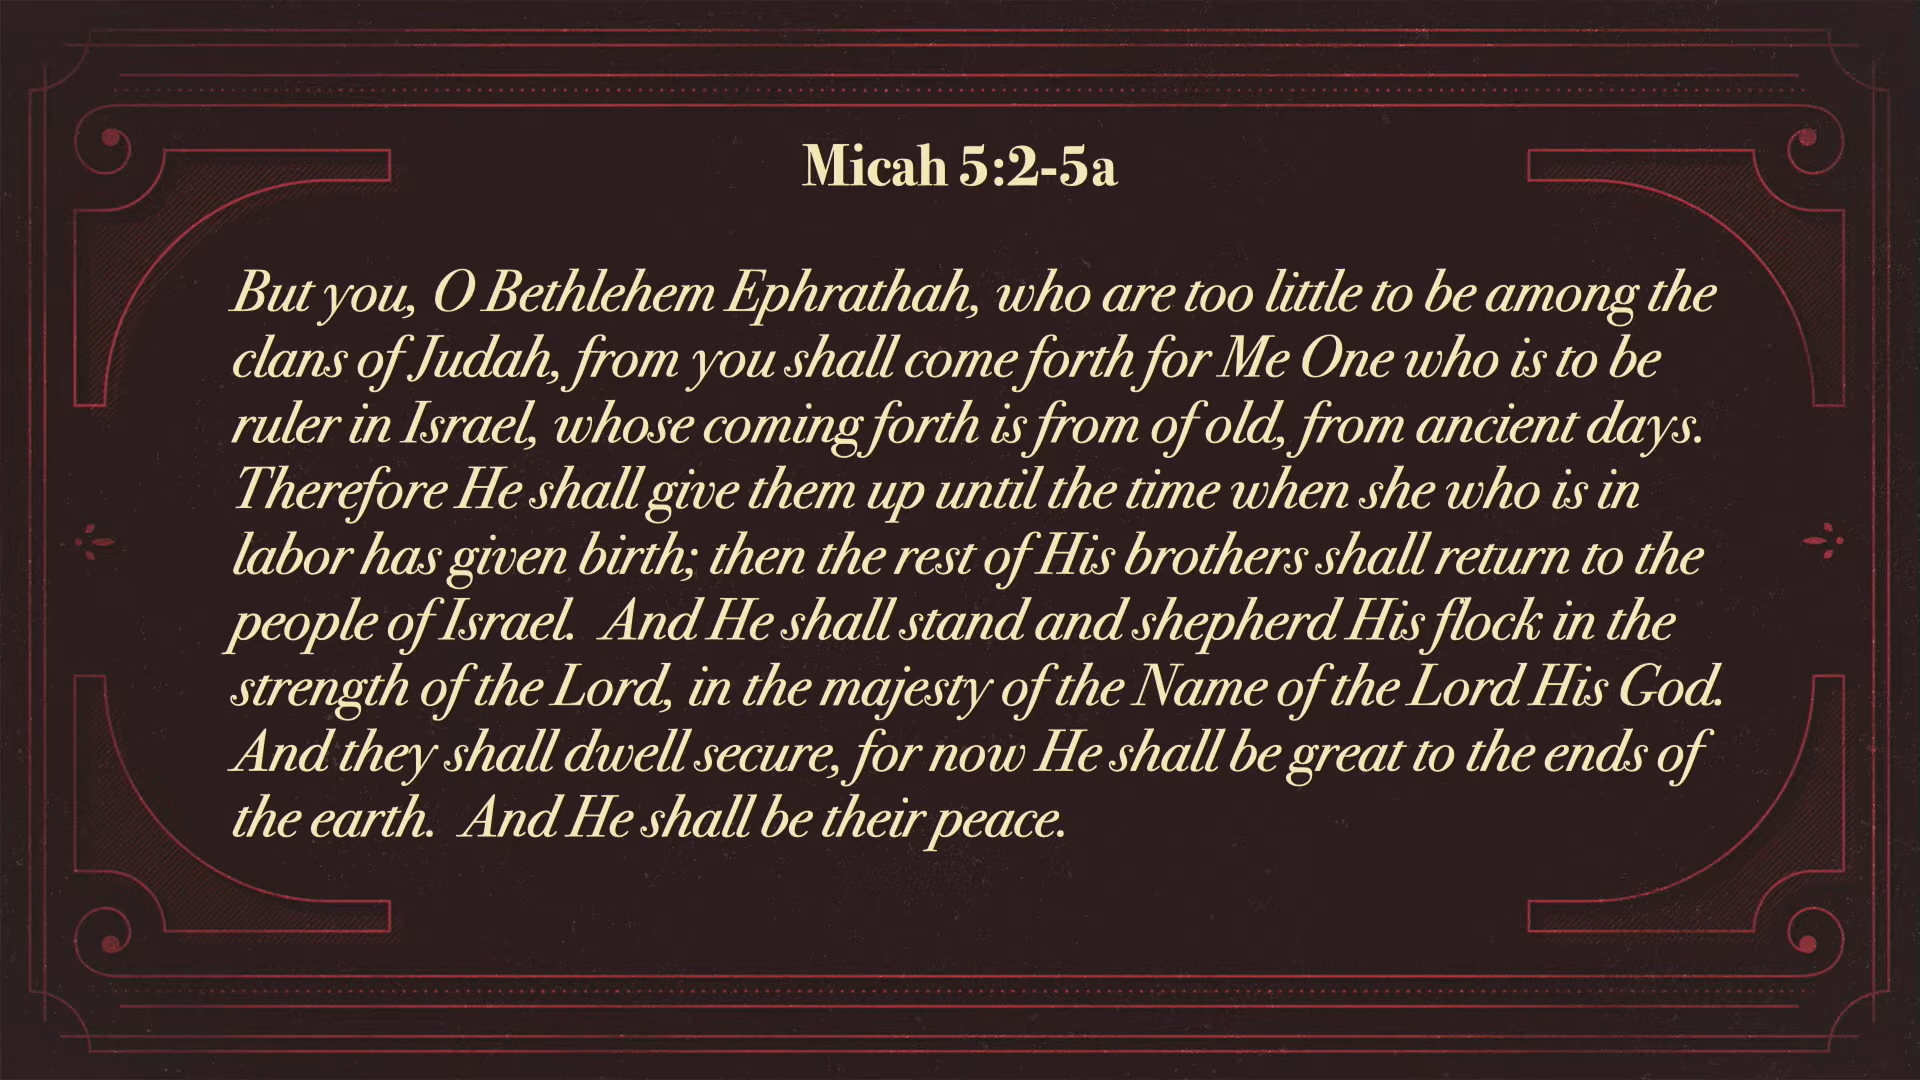 Micah 5:2-5a
But you, O Bethlehem Ephrathah, who are too little to be among the
clans of Judah, from you shall come forth for Me One who is to be
ruler in Israel, whose coming forth is from of old, from ancient days.
Therefore He shall give them up until the time when she who is in
labor has given birth; then the rest of His brothers shall return to the
people of Israel.  And He shall stand and shepherd His flock in the
strength of the Lord, in the majesty of the Name of the Lord His God.
And they shall dwell secure, for now He shall be great to the ends of
the earth.  And He shall be their peace.